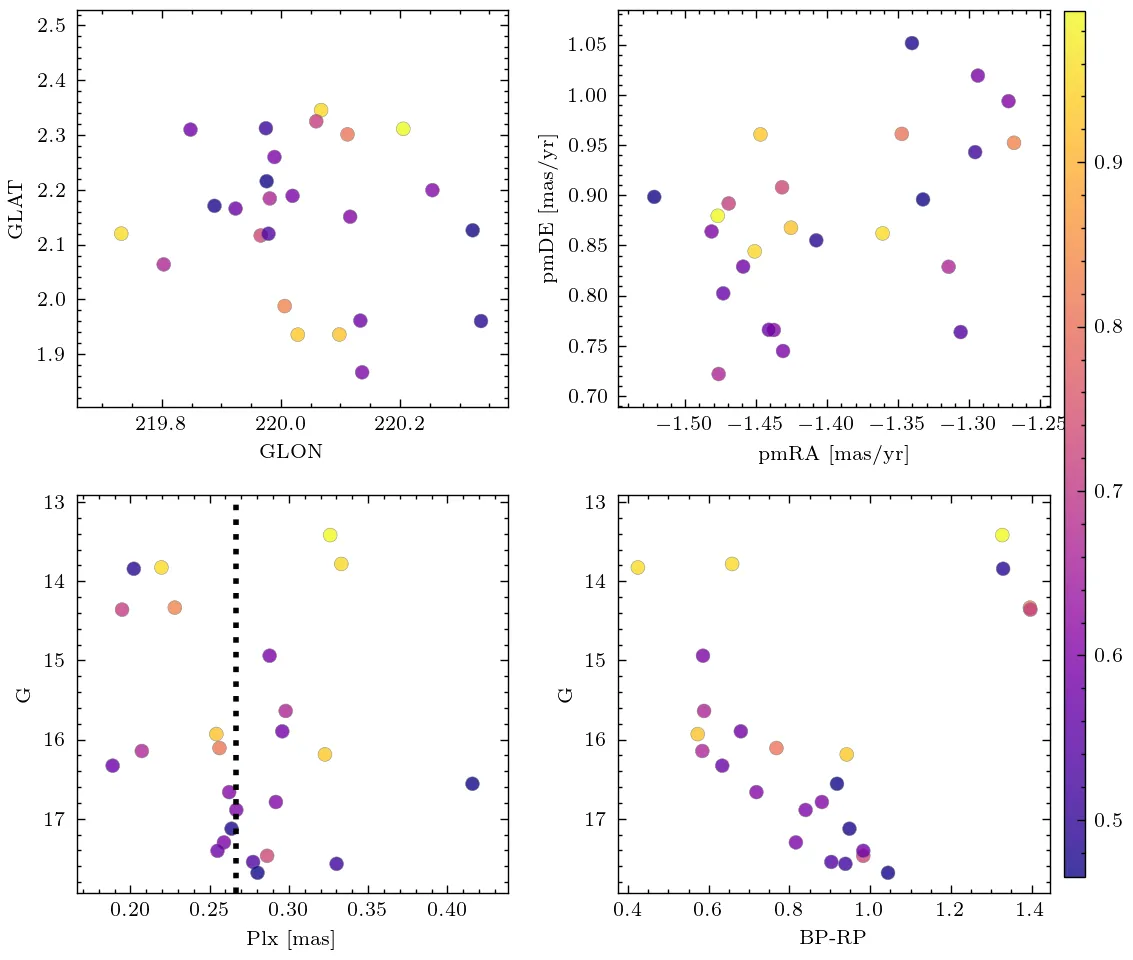 2.5
2.4
2.3
2.2
2.1
2.0
1.9
GLAT
219.8 220.0 220.2
GLON
1.05
1.00
0.95
0.90
0.85
0.80
0.75
0.70
pmDE [mas/yr]
−1.50 −1.45 −1.40 −1.35 −1.30 −1.25
pmRA [mas/yr]
0.9
0.8
0.7
0.6
0.5
13
14
15
16
17
G
0.20 0.25 0.30 0.35 0.40
Plx [mas]
13
14
15
16
17
G
0.4 0.6 0.8 1.0 1.2 1.4
BP-RP